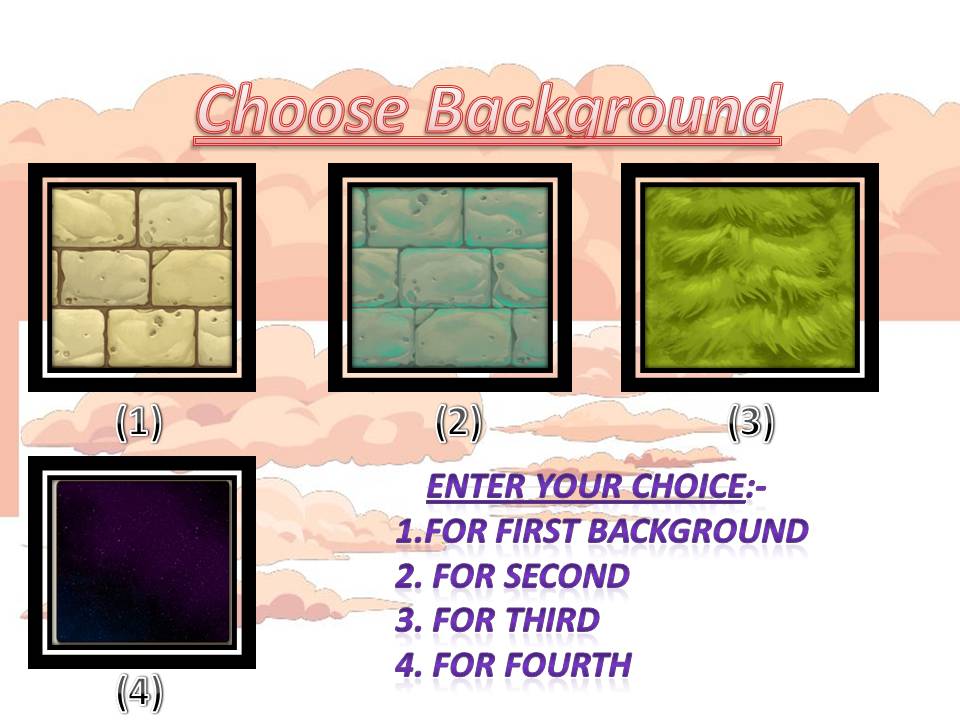 Choose Background
(1)
(2)
(3)
(4)
ENTER YOUR CHOICE:-
1.FOR FIRST BACKGROUND
2. FOR SECOND
3. FOR THIRD
4. FOR FOURTH